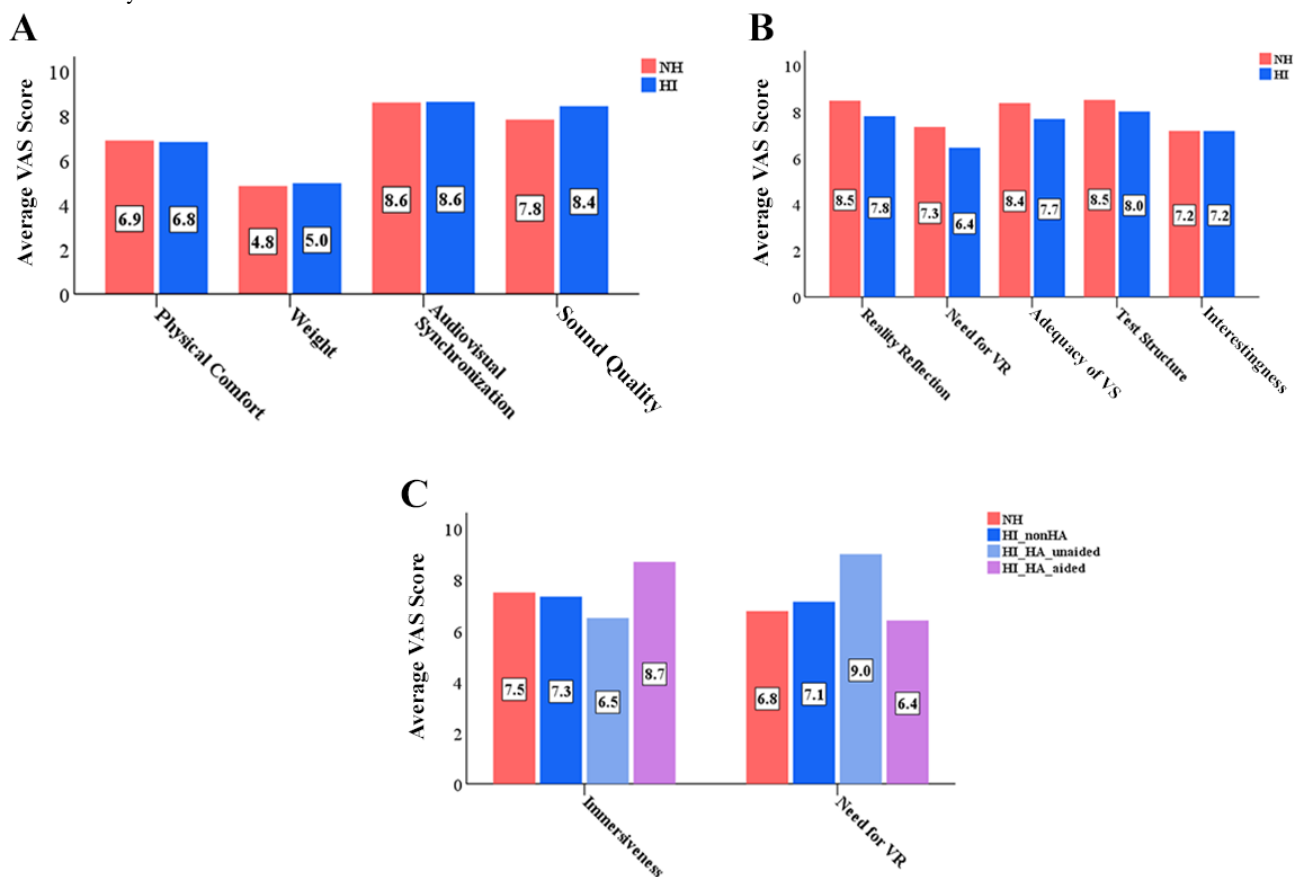 A
Average VAS Score
10
8
6
4
2
0
NH
HI
6.9
6.8
4.8
5.0
8.6
8.6
7.8
8.4
Physical Comfort
Weight
Audiovisual
Synchronization
Sound Quality
B
Average VAS Score
10
8
6
4
2
0
NH
HI
8.5
7.8
7.3
6.4
8.4
7.7
8.5
8.0
7.2
7.2
Reality Reflection
Need for VR
Adequacy of VS
Test Structure
Interestingness
C
Average VAS Score
10
8
6
4
2
0
NH
HI_nonHA
HI_HA_unaided
HI_HA_aided
7.5
7.3
6.5
8.7
6.8
7.1
9.0
6.4
Immersiveness
Need for VR